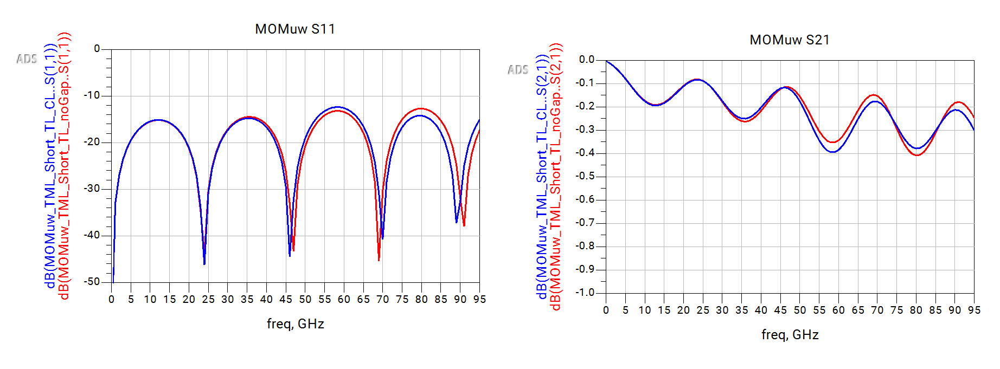 MOMuw S11
ADS
dB(MOMuw_TML_Short_TL_CL..S(1,1))
dB(MOMuw_TML_Short_TL_noGap..S(1,1))
0
-10
-20
-30
-40
-50
0 5 10 15 20 25 30 35 40 45 50 55 60 65 70 75 80 85 90 95
freq, GHz
MOMuw S21
ADS
dB(MOMuw_TML_Short_TL_CL..S(2,1))
dB(MOMuw_TML_Short_TL_noGap..S(2,1))
0.0
-0.1
-0.2
-0.3
-0.4
-0.5
-0.6
-0.7
-0.8
-0.9
-1.0
0 5 10 15 20 25 30 35 40 45 50 55 60 65 70 75 80 85 90 95
freq, GHz